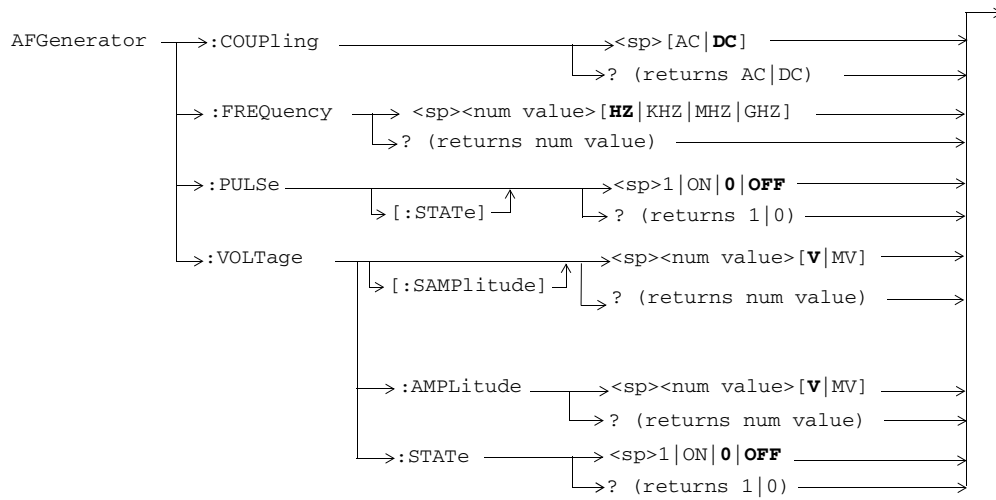 AFGenerator :COUPling <sp>[AC|DC]
? (returns AC|DC)
:FREQuency <sp><num value>[HZ|KHZ|MHZ|GHZ]
? (returns num value)
:PULSe <sp>1|ON|0|OFF
[:STATe] ? (returns 1|0)
:VOLTage <sp><num value>[V|MV]
[:SAMPlitude] ? (returns num value)
:AMPLitude <sp><num value>[V|MV]
? (returns num value)
:STATe <sp>1|ON|0|OFF
? (returns 1|0)